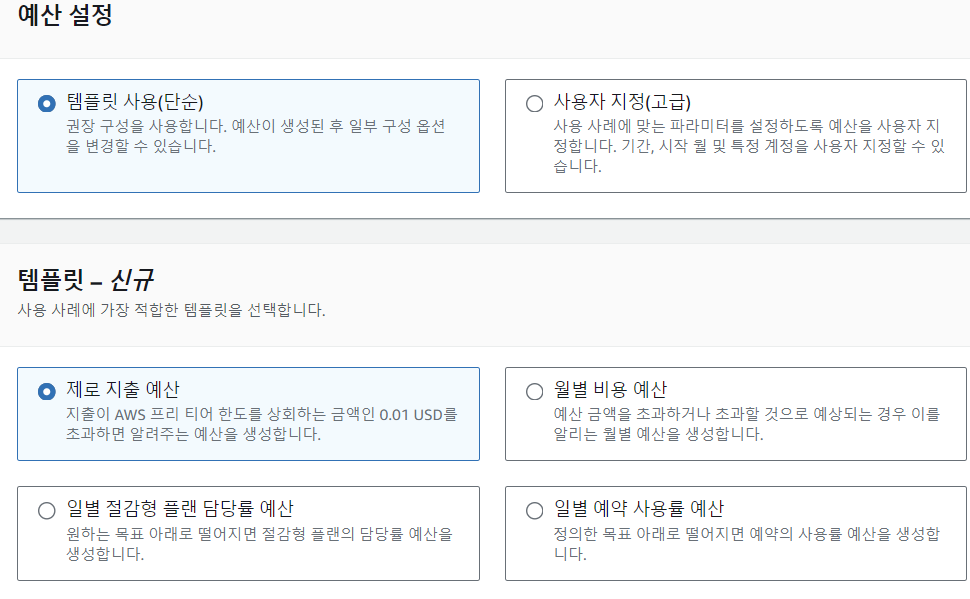 예산 설정
템플릿 사용(단순)
권장 구성을 사용합니다. 예산이 생성된 후 일부 구성 옵션
을 변경할 수 있습니다.
사용자 지정(고급)
사용 사례에 맞는 파라미터를 설정하도록 예산을 사용자 지
정합니다. 기간, 시작 월 및 특정 계정을 사용자 지정할 수 있
습니다.
템플릿 – 신규
사용 사례에 가장 적합한 템플릿을 선택합니다.
제로 지출 예산
지출이 AWS 프리 티어 한도를 상회하는 금액인 0.01 USD를
초과하면 알려주는 예산을 생성합니다.
월별 비용 예산
예산 금액을 초과하거나 초과할 것으로 예상되는 경우 이를
알리는 월별 예산을 생성합니다.
일별 절감형 플랜 담당률 예산
원하는 목표 아래로 떨어지면 절감형 플랜의 담당률 예산을
생성합니다.
일별 예약 사용률 예산
정의한 목표 아래로 떨어지면 예약의 사용률 예산을 생성합
니다.